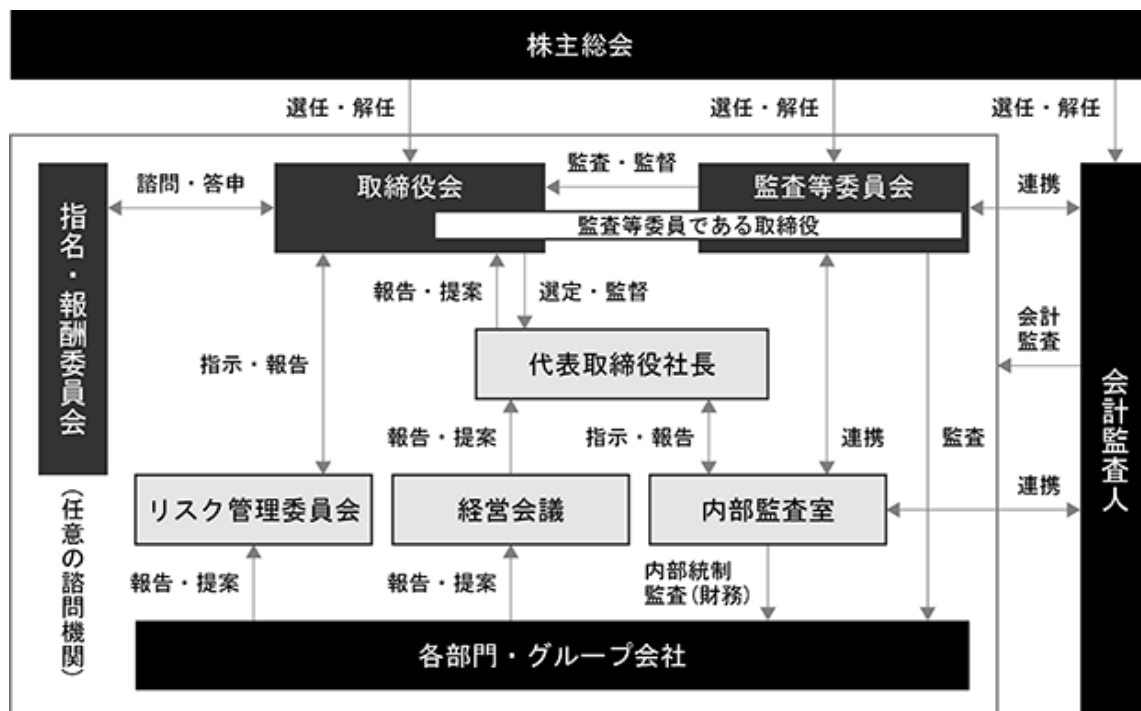 株主総会
選任・解任
選任・解任
選任・解任
指名・報酬委員会
(任意の諮問機関)
諮問・答申
取締役会
監査・監督
監査等委員会
監査等委員である取締役
連携
報告・提案
選定・監督
指示・報告
代表取締役社長
会計
監査
会計監査人
報告・提案
指示・報告
連携
監査
リスク管理委員会
経営会議
内部監査室
連携
報告・提案
報告・提案
内部統制
監査(財務)
各部門・グループ会社